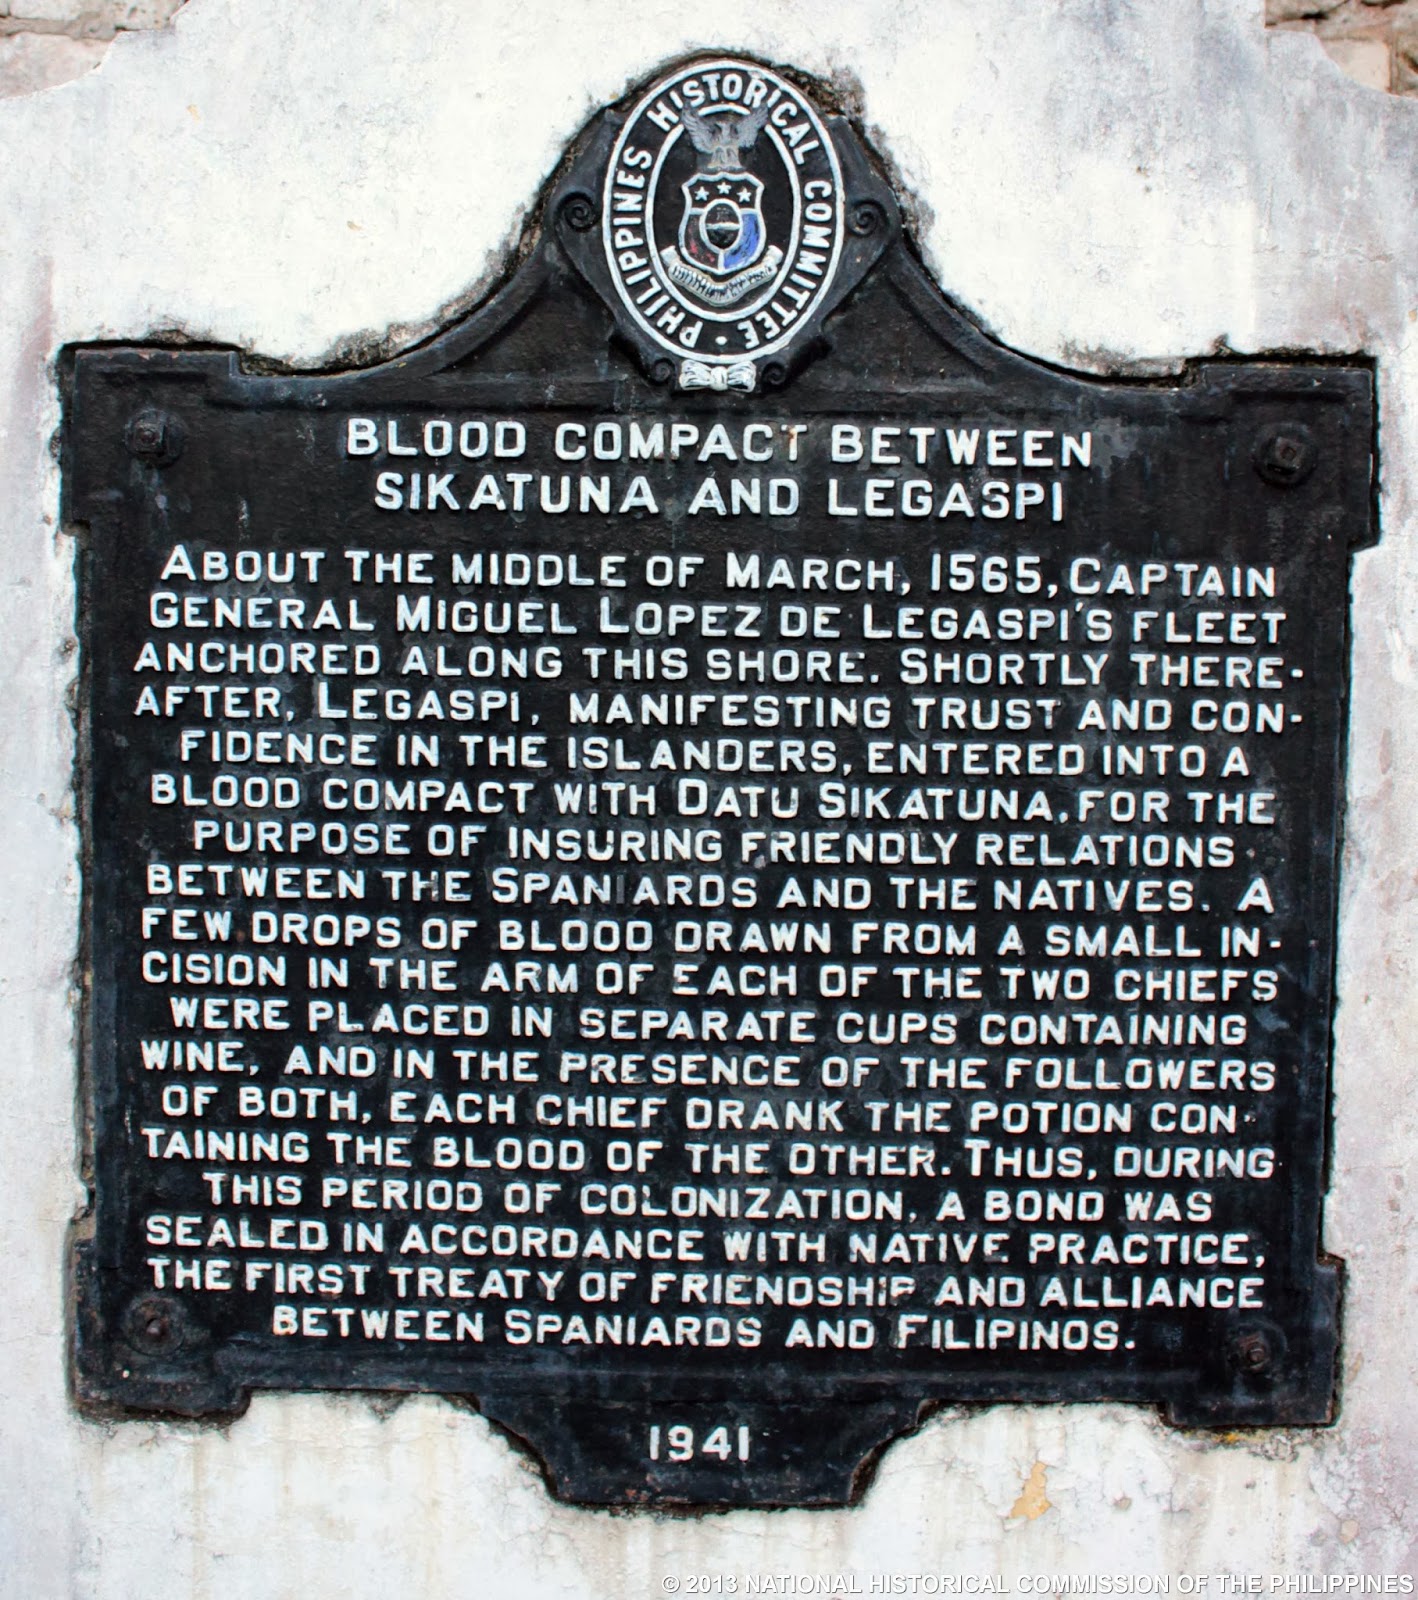 PHILIPPINES HISTORICAL COMMITTEE
BLOOD COMPACT BETWEEN
SIKATUNA AND LEGASPI
ABOUT THE MIDDLE OF MARCH, 1565, CAPTAIN
GENERAL MIGUEL LOPEZ DE LEGASPI'S FLEET
ANCHORED ALONG THIS SHORE. SHORTLY THERE-
AFTER, LEGASPI, MANIFESTING TRUST AND CON-
FIDENCE IN THE ISLANDERS, ENTERED INTO A
BLOOD COMPACT WITH DATU SIKATUNA, FOR THE
PURPOSE OF INSURING FRIENDLY RELATIONS
BETWEEN THE SPANIARDS AND THE NATIVES. A
FEW DROPS OF BLOOD DRAWN FROM A SMALL IN-
CISION IN THE ARM OF EACH OF THE TWO CHIEFS
WERE PLACED IN SEPARATE CUPS CONTAINING
WINE, AND IN THE PRESENCE OF THE FOLLOWERS
OF BOTH, EACH CHIEF DRANK THE POTION CON-
TAINING THE BLOOD OF THE OTHER. THUS, DURING
THIS PERIOD OF COLONIZATION, A BOND WAS
SEALED IN ACCORDANCE WITH NATIVE PRACTICE,
THE FIRST TREATY OF FRIENDSHIP AND ALLIANCE
BETWEEN SPANIARDS AND FILIPINOS.
1941
© 2013 NATIONAL HISTORICAL COMMISSION OF THE PHILIPPINES